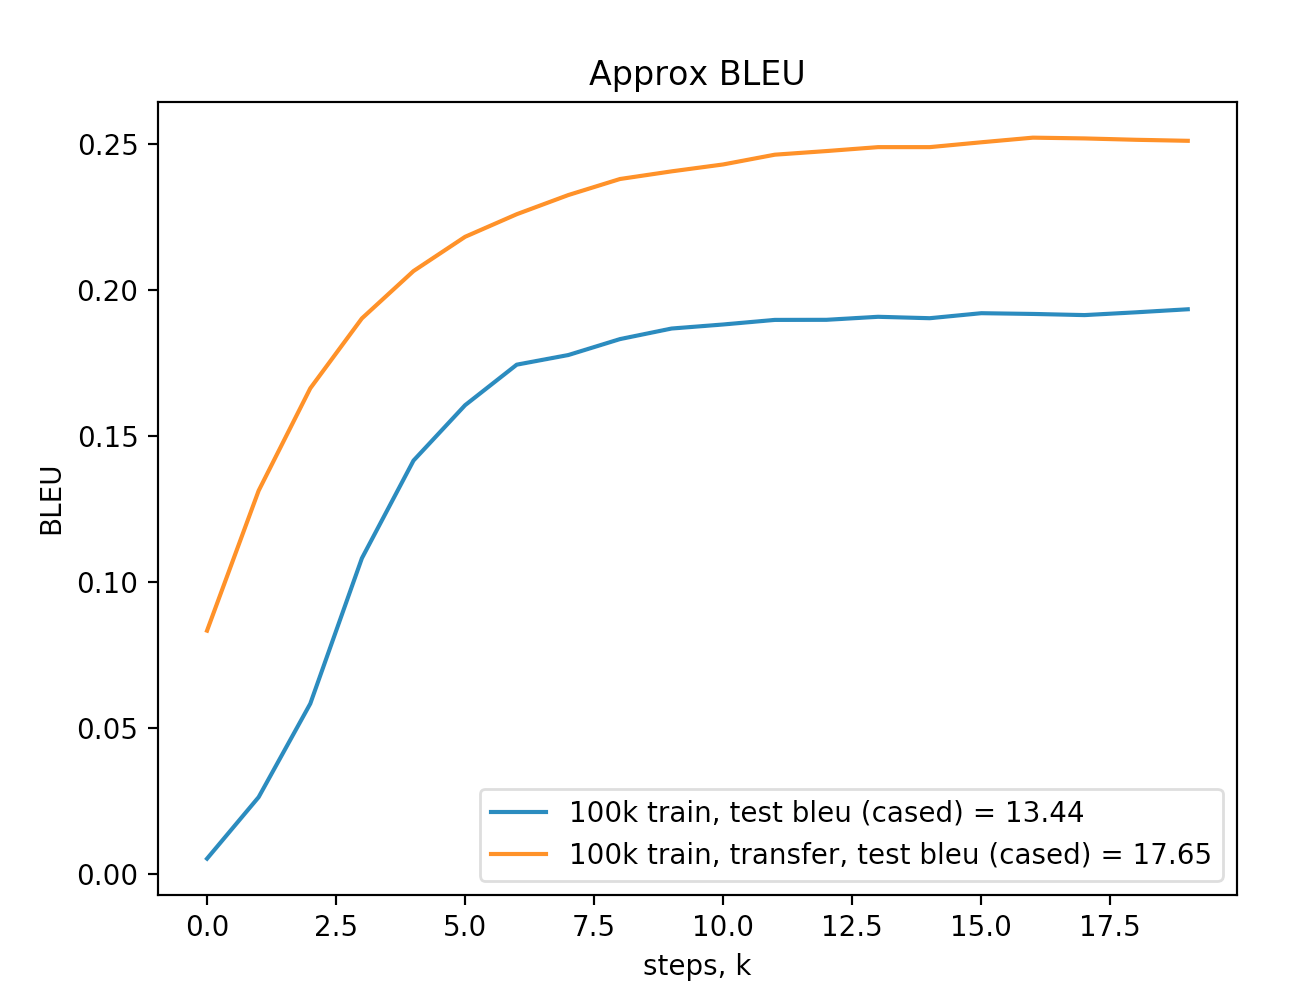 Approx BLEU
0.25
0.20
0.15
0.10
0.05
0.00
BLEU
100k train, test bleu (cased) = 13.44
100k train, transfer, test bleu (cased) = 17.65
0.0 2.5 5.0 7.5 10.0 12.5 15.0 17.5
steps, k